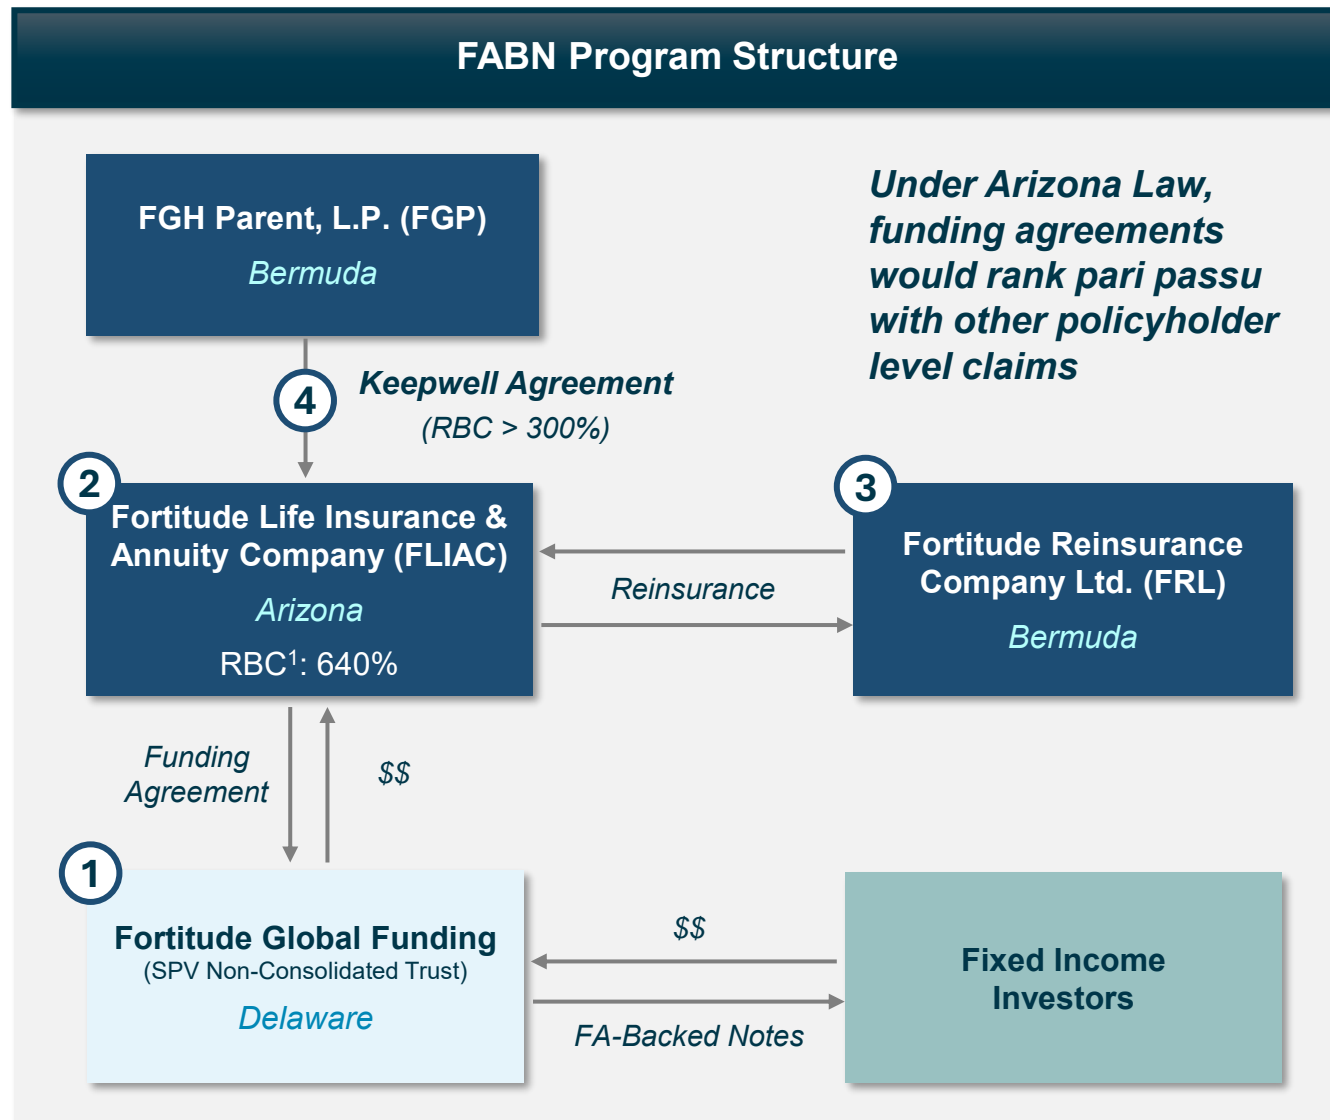 FABN Program Structure
FGH Parent, L.P. (FGP)
Bermuda
Under Arizona Law,
funding agreements
would rank pari passu
with other policyholder
level claims
4
Keepwell Agreement
(RBC > 300%)
2
Fortitude Life Insurance &
Annuity Company (FLIAC)
Arizona
RBC¹: 640%
Reinsurance
3
Fortitude Reinsurance
Company Ltd. (FRL)
Bermuda
Funding
Agreement
$$
1
Fortitude Global Funding
(SPV Non-Consolidated Trust)
Delaware
$$
FA-Backed Notes
Fixed Income
Investors